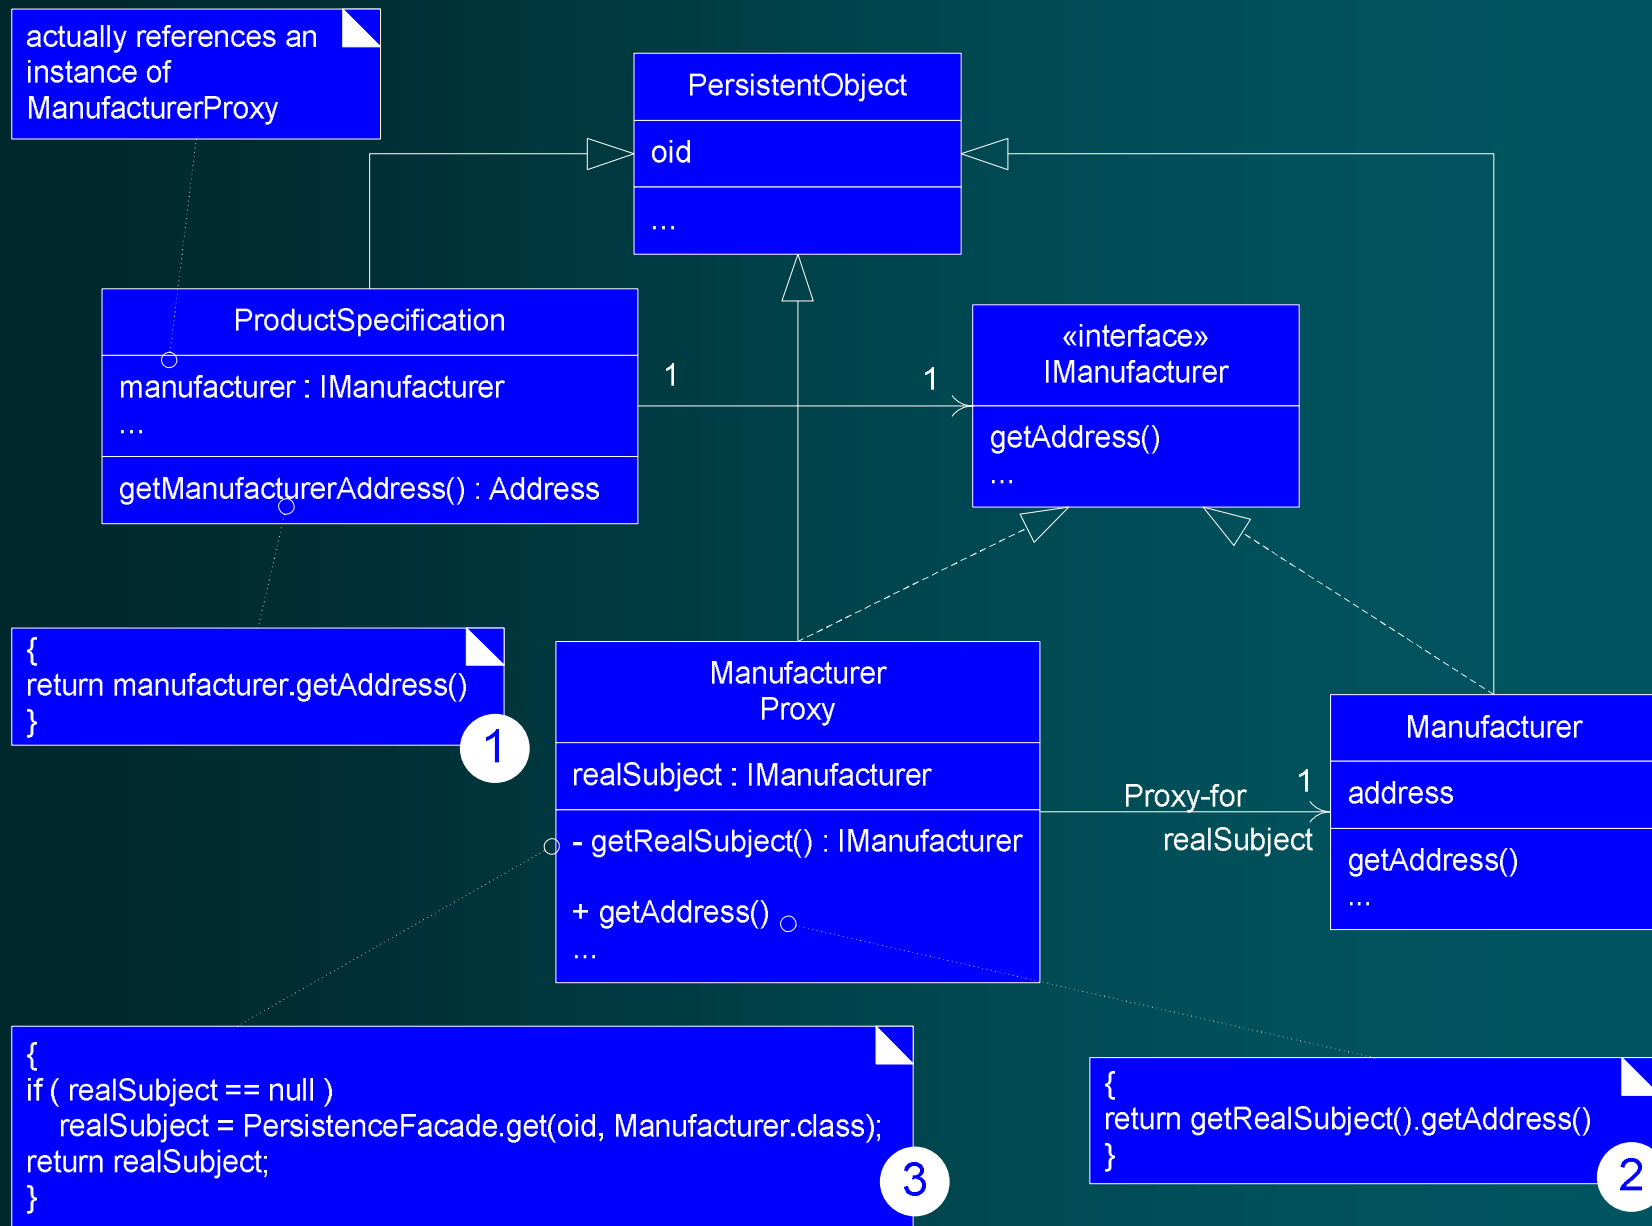 actually references an
instance of
ManufacturerProxy
PersistentObject
oid
...
ProductSpecification
manufacturer : IManufacturer
...
getManufacturerAddress() : Address
1
1
«interface»
IManufacturer
getAddress()
...
{
return manufacturer.getAddress()
}
1
Manufacturer
Proxy
realSubject : IManufacturer
- getRealSubject() : IManufacturer
+ getAddress()
...
Proxy-for
1
realSubject
Manufacturer
address
getAddress()
...
{
if ( realSubject == null )
realSubject = PersistenceFacade.get(oid, Manufacturer.class);
return realSubject;
}
3
{
return getRealSubject().getAddress()
}
2